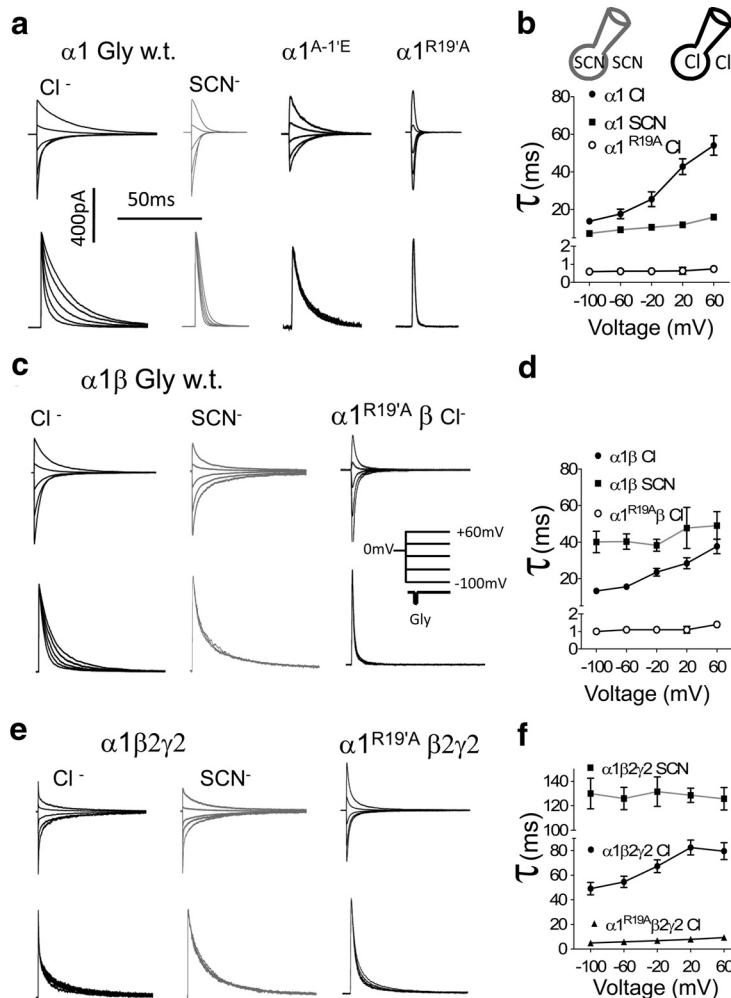 a
α1 Gly w.t.
α1A-1'E
α1R19'A
Cl -
SCN-
400pA
50ms
b
SCN SCN
Cl Cl
α1 Cl
α1 SCN
α1 R19A Cl
τ(ms)
80
60
40
20
2
1
0
-100 -60 -20 20 60
Voltage (mV)
c
α1β Gly w.t.
Cl -
SCN-
α1R19'A β Cl-
0mV
+60mV
-100mV
Gly
d
α1β Cl
α1β SCN
α1R19Aβ Cl
τ(ms)
80
60
40
20
2
1
0
-100 -60 -20 20 60
Voltage (mV)
e
α1β2γ2
α1R19'A β2γ2
Cl -
SCN-
f
α1β2γ2 SCN
α1β2γ2 Cl
α1R19Aβ2γ2 Cl
τ(ms)
140
120
100
80
60
40
20
0
-100 -60 -20 20 60
Voltage (mV)